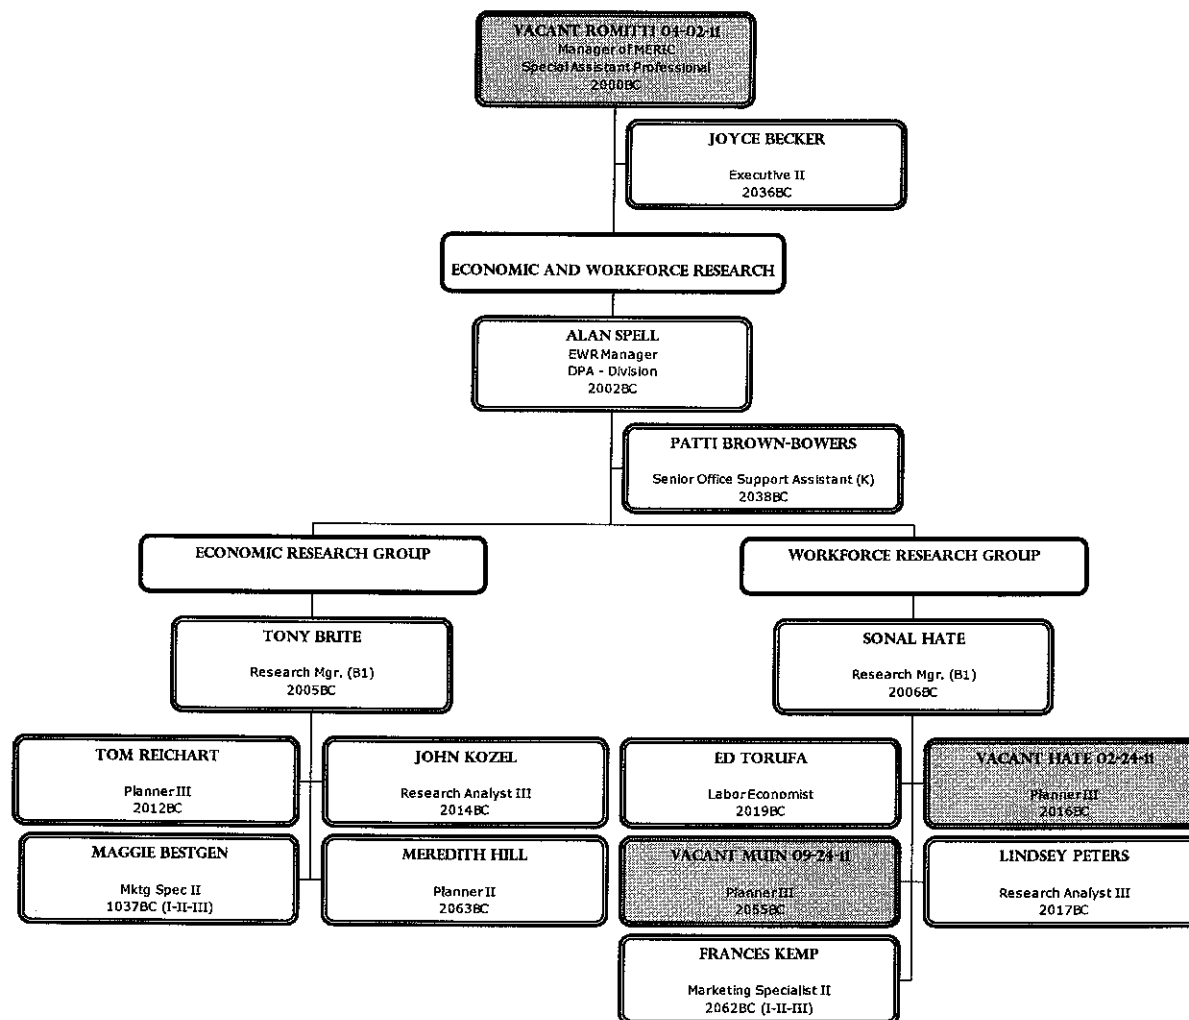 VACANT ROMITTI 04-02-11
Manager of MERIC
Special Assistant Professional
2000BC
JOYCE BECKER
Executive II
2036BC
ECONOMIC AND WORKFORCE RESEARCH
ALAN SPELL
EWR Manager
DPA - Division
2002BC
PATTI BROWN-BOWERS
Senior Office Support Assistant (K)
2038BC
ECONOMIC RESEARCH GROUP
WORKFORCE RESEARCH GROUP
TONY BRITE
Research Mgr. (B1)
2005BC
SONAL HATE
Research Mgr. (B1)
2006BC
TOM REICHART
Planner III
2012BC
JOHN KOZEL
Research Analyst III
2014BC
ED TORUFA
Labor Economist
2019BC
VACANT HATE 02-24-11
Planner III
2016BC
MAGGIE BESTGEN
Mktg Spec II
1037BC (I-II-III)
MEREDITH HILL
Planner II
2063BC
VACANT MUIN 09-24-11
Planner III
2055BC
LINDSEY PETERS
Research Analyst III
2017BC
FRANCES KEMP
Marketing Specialist II
2062BC (I-II-III)